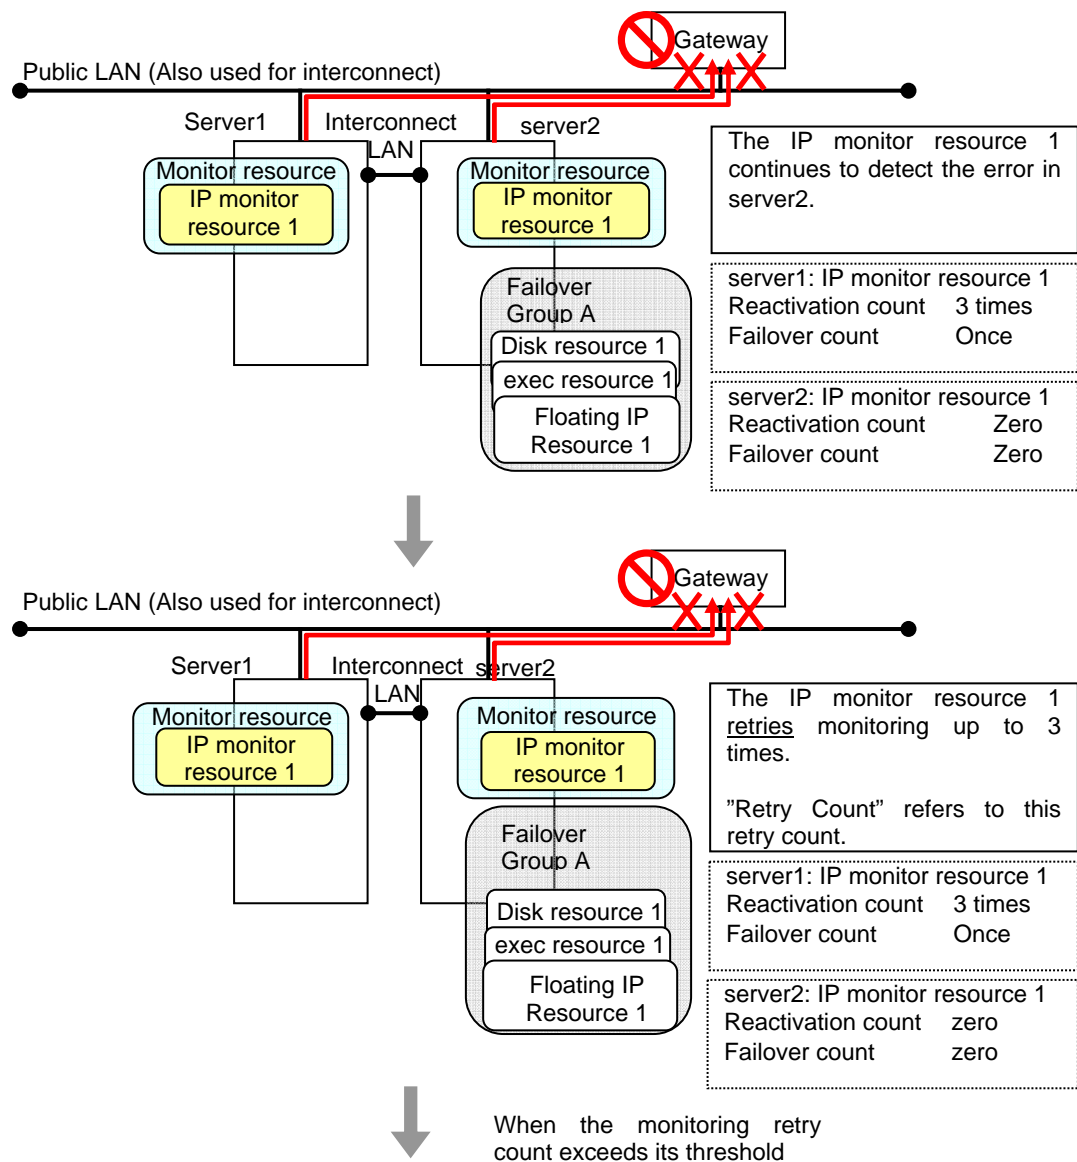 Gateway
Public LAN (Also used for interconnect)
Server1
Interconnect
LAN
server2
Monitor resource
IP monitor
resource 1
Monitor resource
IP monitor
resource 1
Failover
Group A
Disk resource 1
exec resource 1
Floating IP
Resource 1
The IP monitor resource 1
continues to detect the error in
server2.
server1: IP monitor resource 1
Reactivation count 3 times
Failover count Once
server2: IP monitor resource 1
Reactivation count Zero
Failover count Zero
Gateway
Public LAN (Also used for interconnect)
Server1
Interconnect
LAN
server2
Monitor resource
IP monitor
resource 1
Monitor resource
IP monitor
resource 1
Failover
Group A
Disk resource 1
exec resource 1
Floating IP
Resource 1
The IP monitor resource 1
retries monitoring up to 3
times.
”Retry Count” refers to this
retry count.
server1: IP monitor resource 1
Reactivation count 3 times
Failover count Once
server2: IP monitor resource 1
Reactivation count zero
Failover count zero
When the monitoring retry
count exceeds its threshold